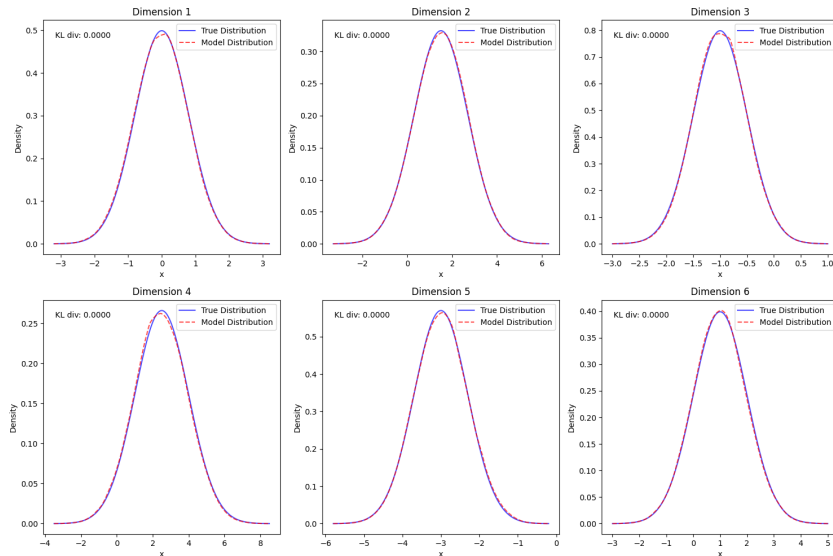 Dimension 1
KL div: 0.0000
True Distribution
Model Distribution
Density
0.5
0.4
0.3
0.2
0.1
0.0
−3 −2 −1 0 1 2 3
x
Dimension 2
KL div: 0.0000
True Distribution
Model Distribution
Density
0.30
0.25
0.20
0.15
0.10
0.05
0.00
−2 0 2 4 6
x
Dimension 3
KL div: 0.0000
True Distribution
Model Distribution
Density
0.8
0.7
0.6
0.5
0.4
0.3
0.2
0.1
0.0
−3.0 −2.5 −2.0 −1.5 −1.0 −0.5 0.0 0.5 1.0
x
Dimension 4
KL div: 0.0000
True Distribution
Model Distribution
Density
0.25
0.20
0.15
0.10
0.05
0.00
−4 −2 0 2 4 6 8
x
Dimension 5
KL div: 0.0000
True Distribution
Model Distribution
Density
0.5
0.4
0.3
0.2
0.1
0.0
−6 −5 −4 −3 −2 −1 0
x
Dimension 6
KL div: 0.0000
True Distribution
Model Distribution
Density
0.40
0.35
0.30
0.25
0.20
0.15
0.10
0.05
0.00
−3 −2 −1 0 1 2 3 4 5
x